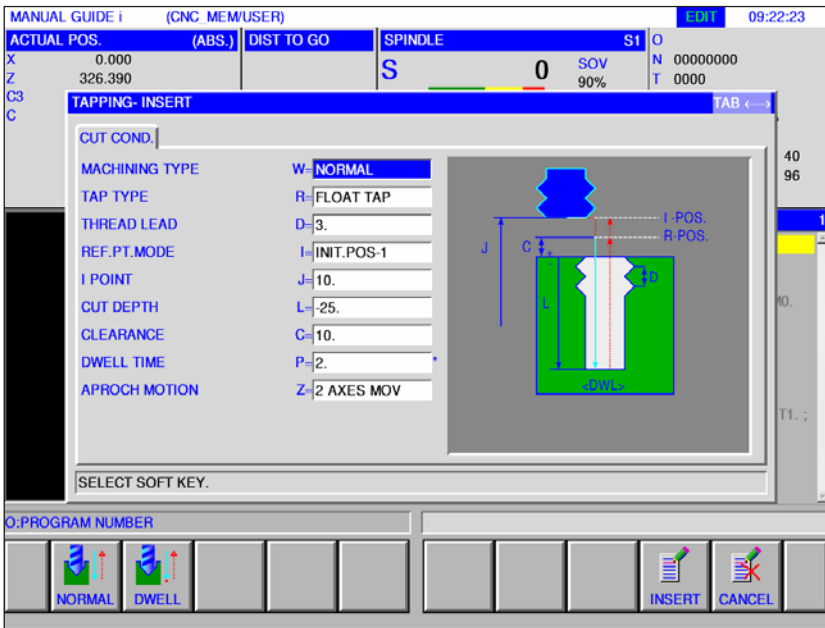 MANUAL GUIDE i (CNC_MEM/USER) EDIT 09:22:23
ACTUAL POS. (ABS.) DIST TO GO SPINDLE S1 O
X 0.000 S 0 SOV N 00000000
Z 326.390 90% T 0000
C3
C
TAPPING- INSERT TAB ←→
CUT COND.
MACHINING TYPE W=NORMAL
TAP TYPE R=FLOAT TAP
THREAD LEAD D=3.
REF.PT.MODE I=INIT.POS-1
I POINT J=10.
CUT DEPTH L=-25.
CLEARANCE C=10.
DWELL TIME P=2. *
APROCH MOTION Z=2 AXES MOV
I -POS.
R-POS.
J C + -
D
L
<DWL>
40
96
1
M0.
T1. ;
SELECT SOFT KEY.
O:PROGRAM NUMBER
NORMAL DWELL INSERT CANCEL